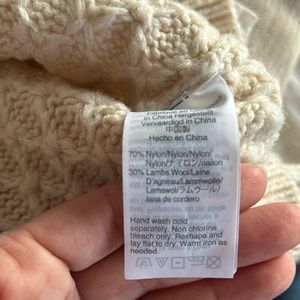 in China Hergestellt
Vervaardigd in China
中国製
Hecho en China
70% Nylon/Nylon/Nylon/
Nylon/ナイロン/nailon
30% Lambs Wool/Laine
D'agneau/Lammwolle/
Lamswol/ラムウール/
lana de cordero
Hand wash cold
separately. Non chlorine
bleach only. Reshape and
lay flat to dry. Warm iron as
needed.